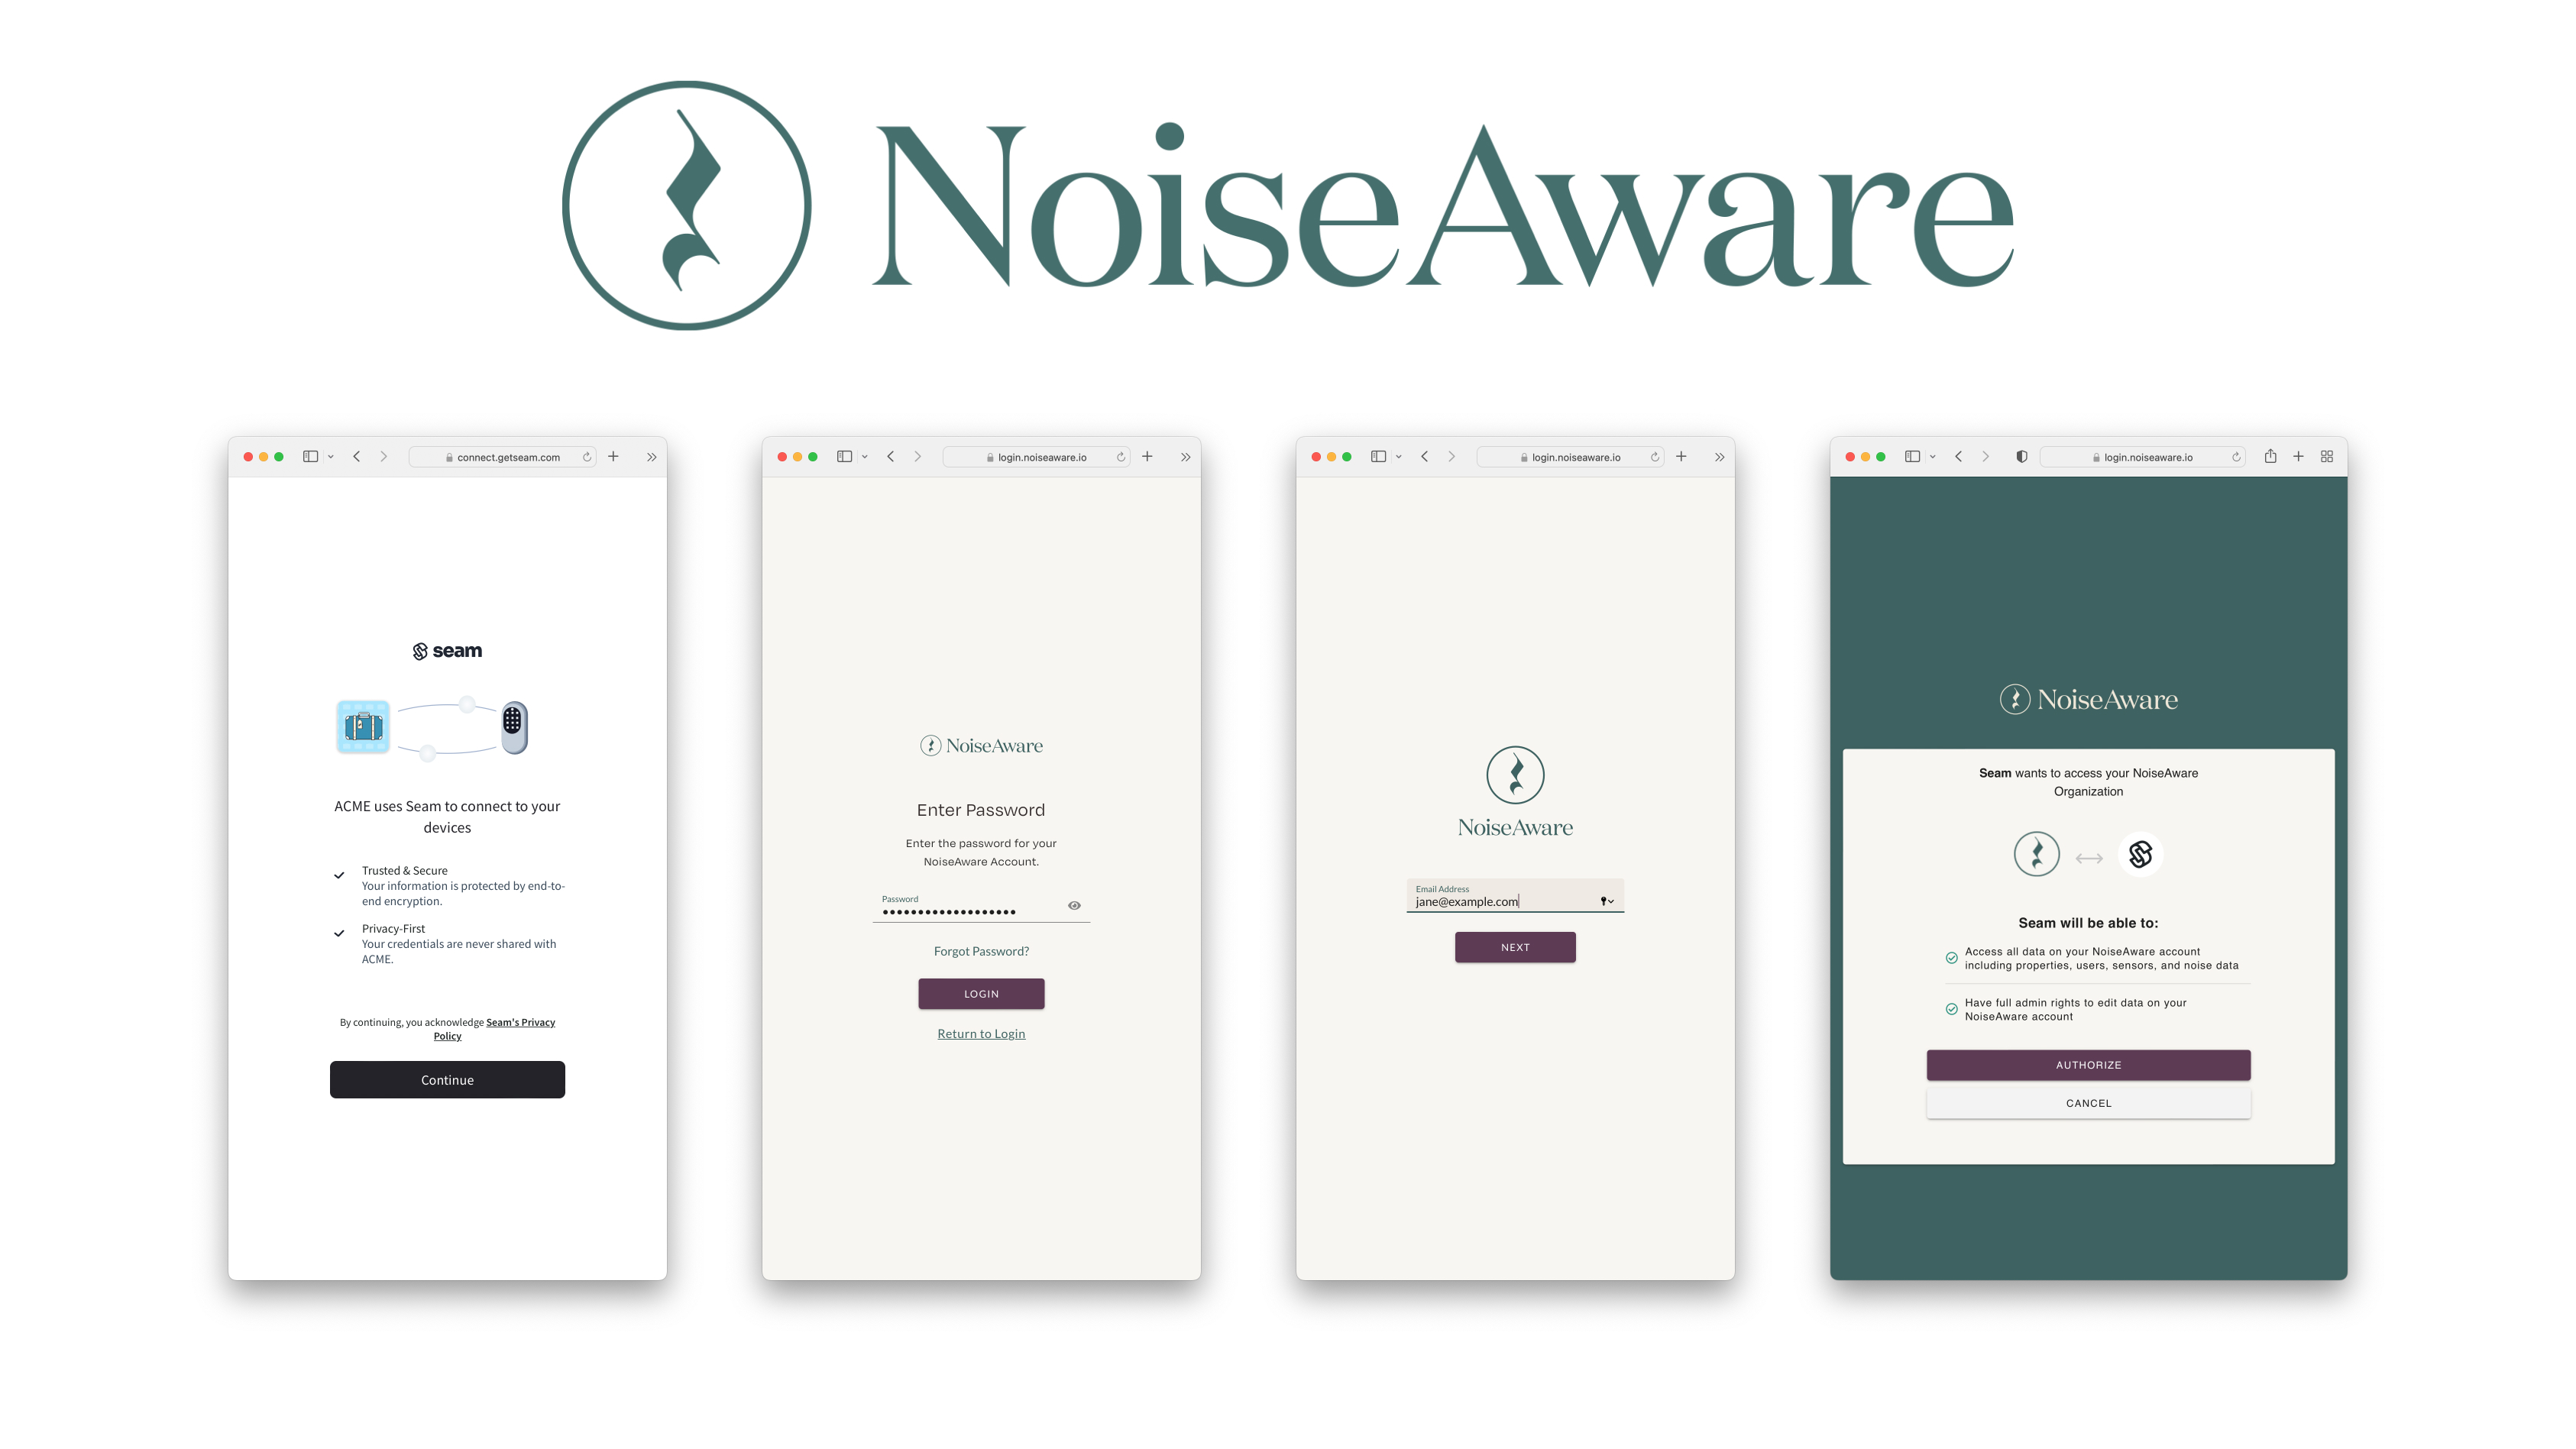 NoiseAware
connect.getseam.com
seam
ACME uses Seam to connect to your
devices
Trusted & Secure
Your information is protected by end-to-
end encryption.
Privacy-First
Your credentials are never shared with
ACME.
By continuing, you acknowledge Seam's Privacy
Policy
Continue
login.noiseaware.io
NoiseAware
Enter Password
Enter the password for your
NoiseAware Account.
Password
Forgot Password?
LOGIN
Return to Login
login.noiseaware.io
NoiseAware
Email Address
jane@example.com
NEXT
login.noiseaware.io
NoiseAware
Seam wants to access your NoiseAware
Organization
Seam will be able to:
Access all data on your NoiseAware account
including properties, users, sensors, and noise data
Have full admin rights to edit data on your
NoiseAware account
AUTHORIZE
CANCEL